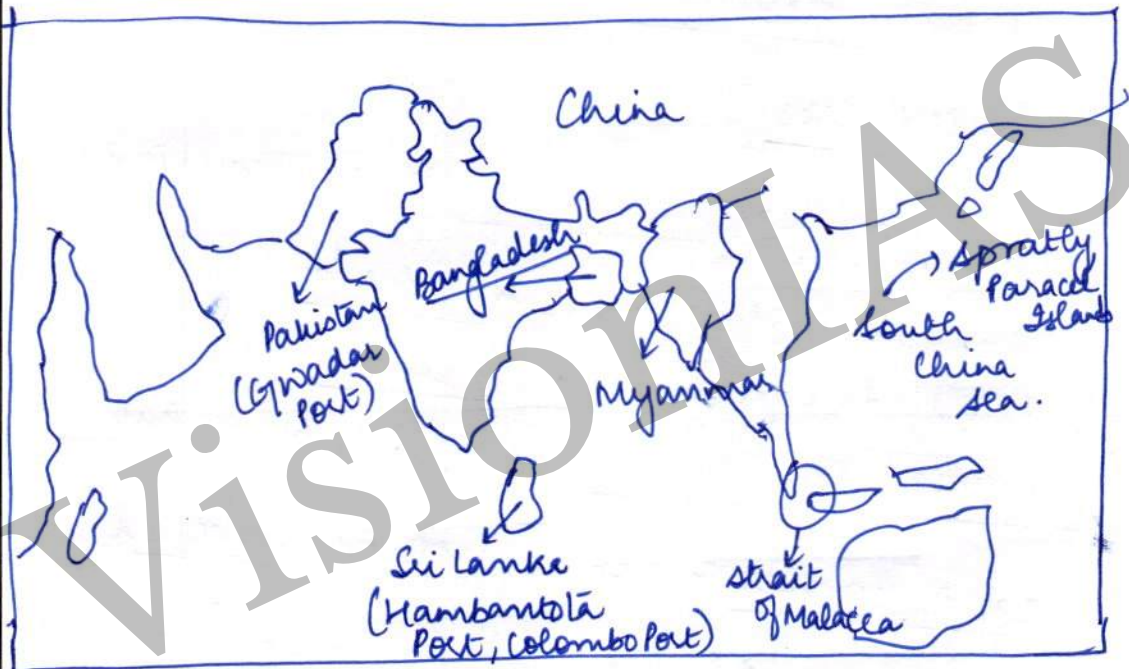 China
Bangladesh
Spratly
Paracel
Island
South
China
sea.
Pakistan
(Gwadar
Port)
Myanmar
Sri Lanka
(Hambantota
Port, Colombo Port)
strait
of Malacca
VisionIAS